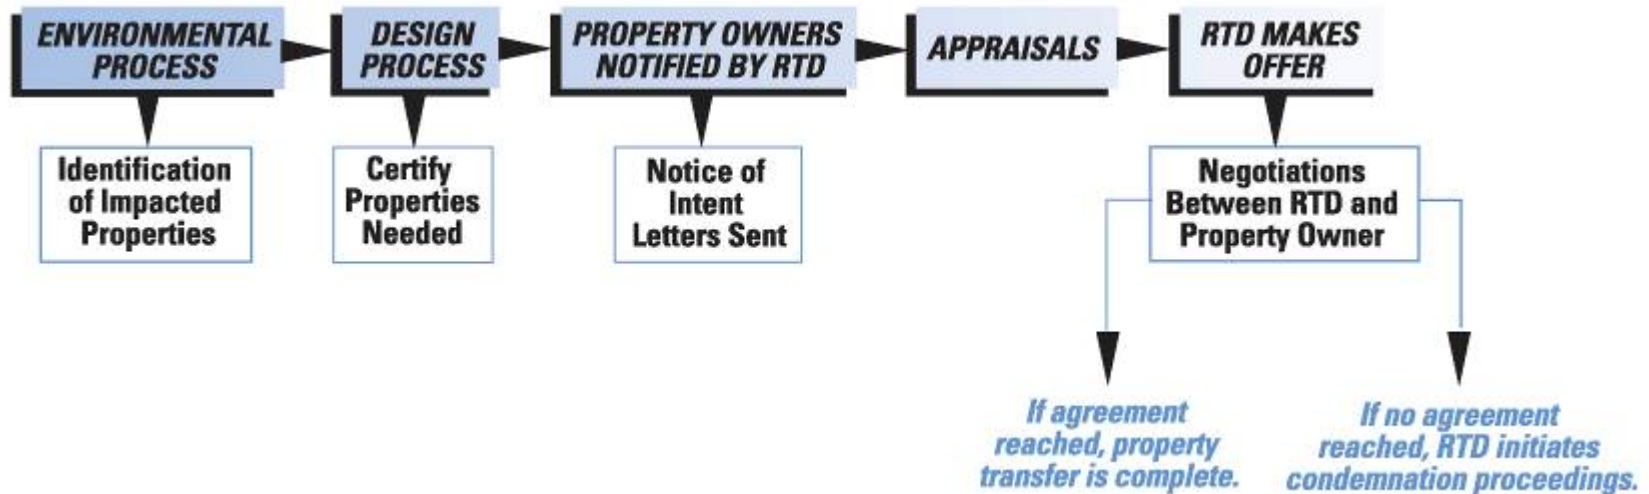 ENVIRONMENTAL
PROCESS
DESIGN
PROCESS
PROPERTY OWNERS
NOTIFIED BY RTD
APPRAISALS
RTD MAKES
OFFER
Identification
of Impacted
Properties
Certify
Properties
Needed
Notice of
Intent
Letters Sent
Negotiations
Between RTD and
Property Owner
If agreement
reached, property
transfer is complete.
If no agreement
reached, RTD initiates
condemnation proceedings.